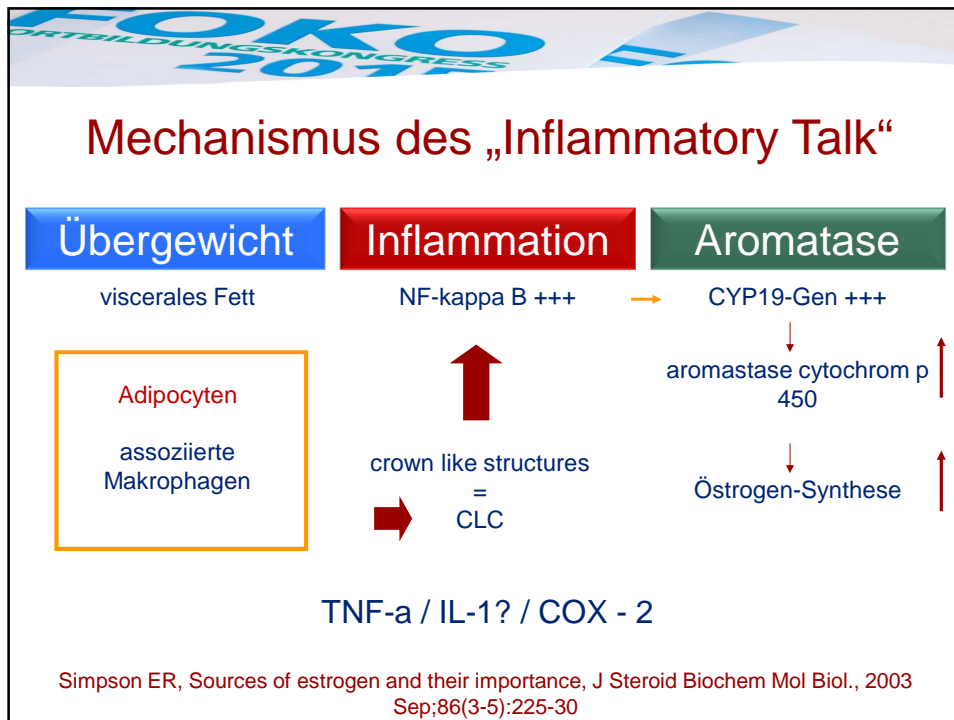 FOKO
ORTBILDUNGSKONGRESS
2015
Mechanismus des „Inflammatory Talk“
Übergewicht
Inflammation
Aromatase
viscerales Fett
NF-kappa B +++
CYP19-Gen +++
Adipocyten
assoziierte
Makrophagen
crown like structures
=
CLC
aromastase cytochrom p
450
Östrogen-Synthese
TNF-a / IL-1? / COX - 2
Simpson ER, Sources of estrogen and their importance, J Steroid Biochem Mol Biol., 2003
Sep;86(3-5):225-30